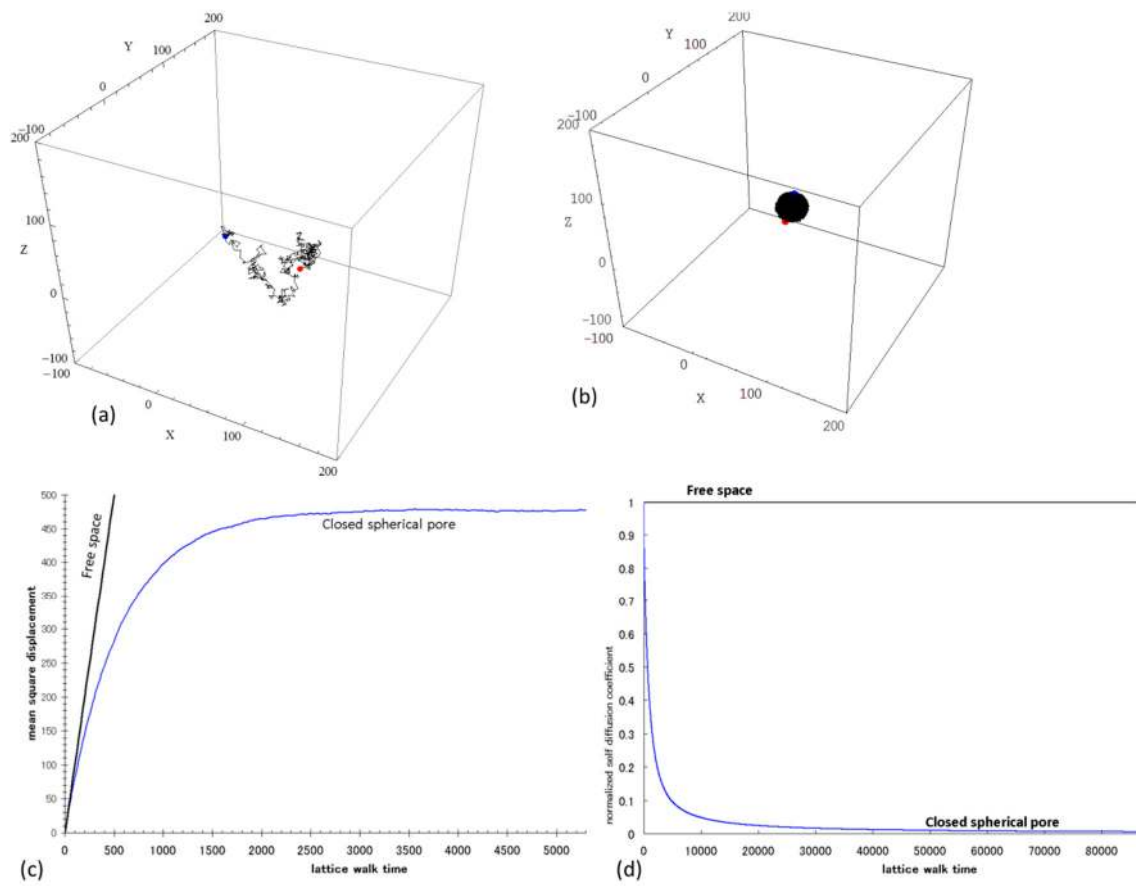 200
Y
100
0
−100
200
100
Z
0
−100
−100
0
X
100
200
(a)
200
Y
100
0
−100
200
100
Z
0
−100
−100
0
100
X
200
(b)
500
450
400
350
300
250
200
150
100
50
0
mean square displacement
Free space
Closed spherical pore
0 500 1000 1500 2000 2500 3000 3500 4000 4500 5000
lattice walk time
(c)
Free space
1
0.9
0.8
0.7
0.6
0.5
0.4
0.3
0.2
0.1
0
normalized self diffusion coefficient
Closed spherical pore
0 10000 20000 30000 40000 50000 60000 70000 80000
lattice walk time
(d)